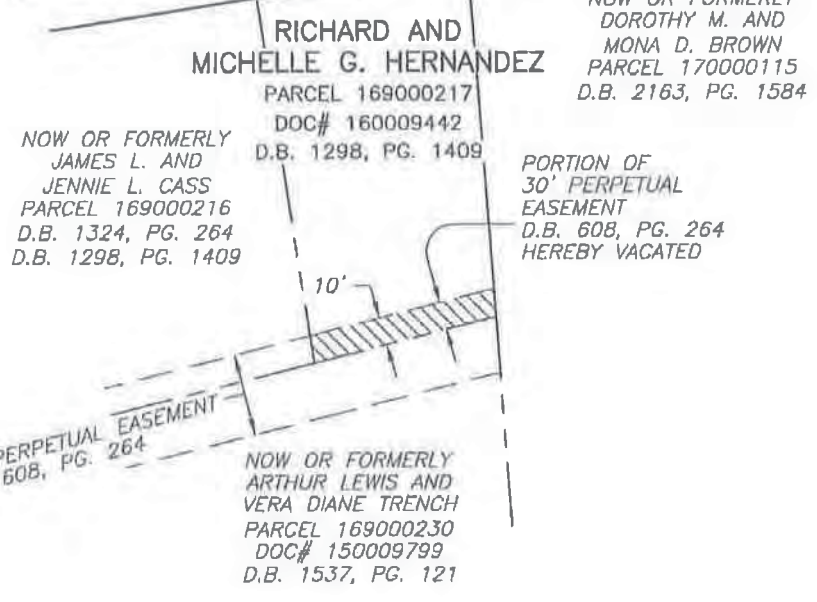 NOW OR FORMERLY
DOROTHY M. AND
MONA D. BROWN
PARCEL 170000115
D.B. 2163, PG. 1584
RICHARD AND
MICHELLE G. HERNANDEZ
PARCEL 169000217
DOC# 160009442
D.B. 1298, PG. 1409
NOW OR FORMERLY
JAMES L. AND
JENNIE L. CASS
PARCEL 169000216
D.B. 1324, PG. 264
D.B. 1298, PG. 1409
PORTION OF
30' PERPETUAL
EASEMENT
D.B. 608, PG. 264
HEREBY VACATED
10'
PERPETUAL EASEMENT
608, PG. 264
NOW OR FORMERLY
ARTHUR LEWIS AND
VERA DIANE TRENCH
PARCEL 169000230
DOC# 150009799
D.B. 1537, PG. 121